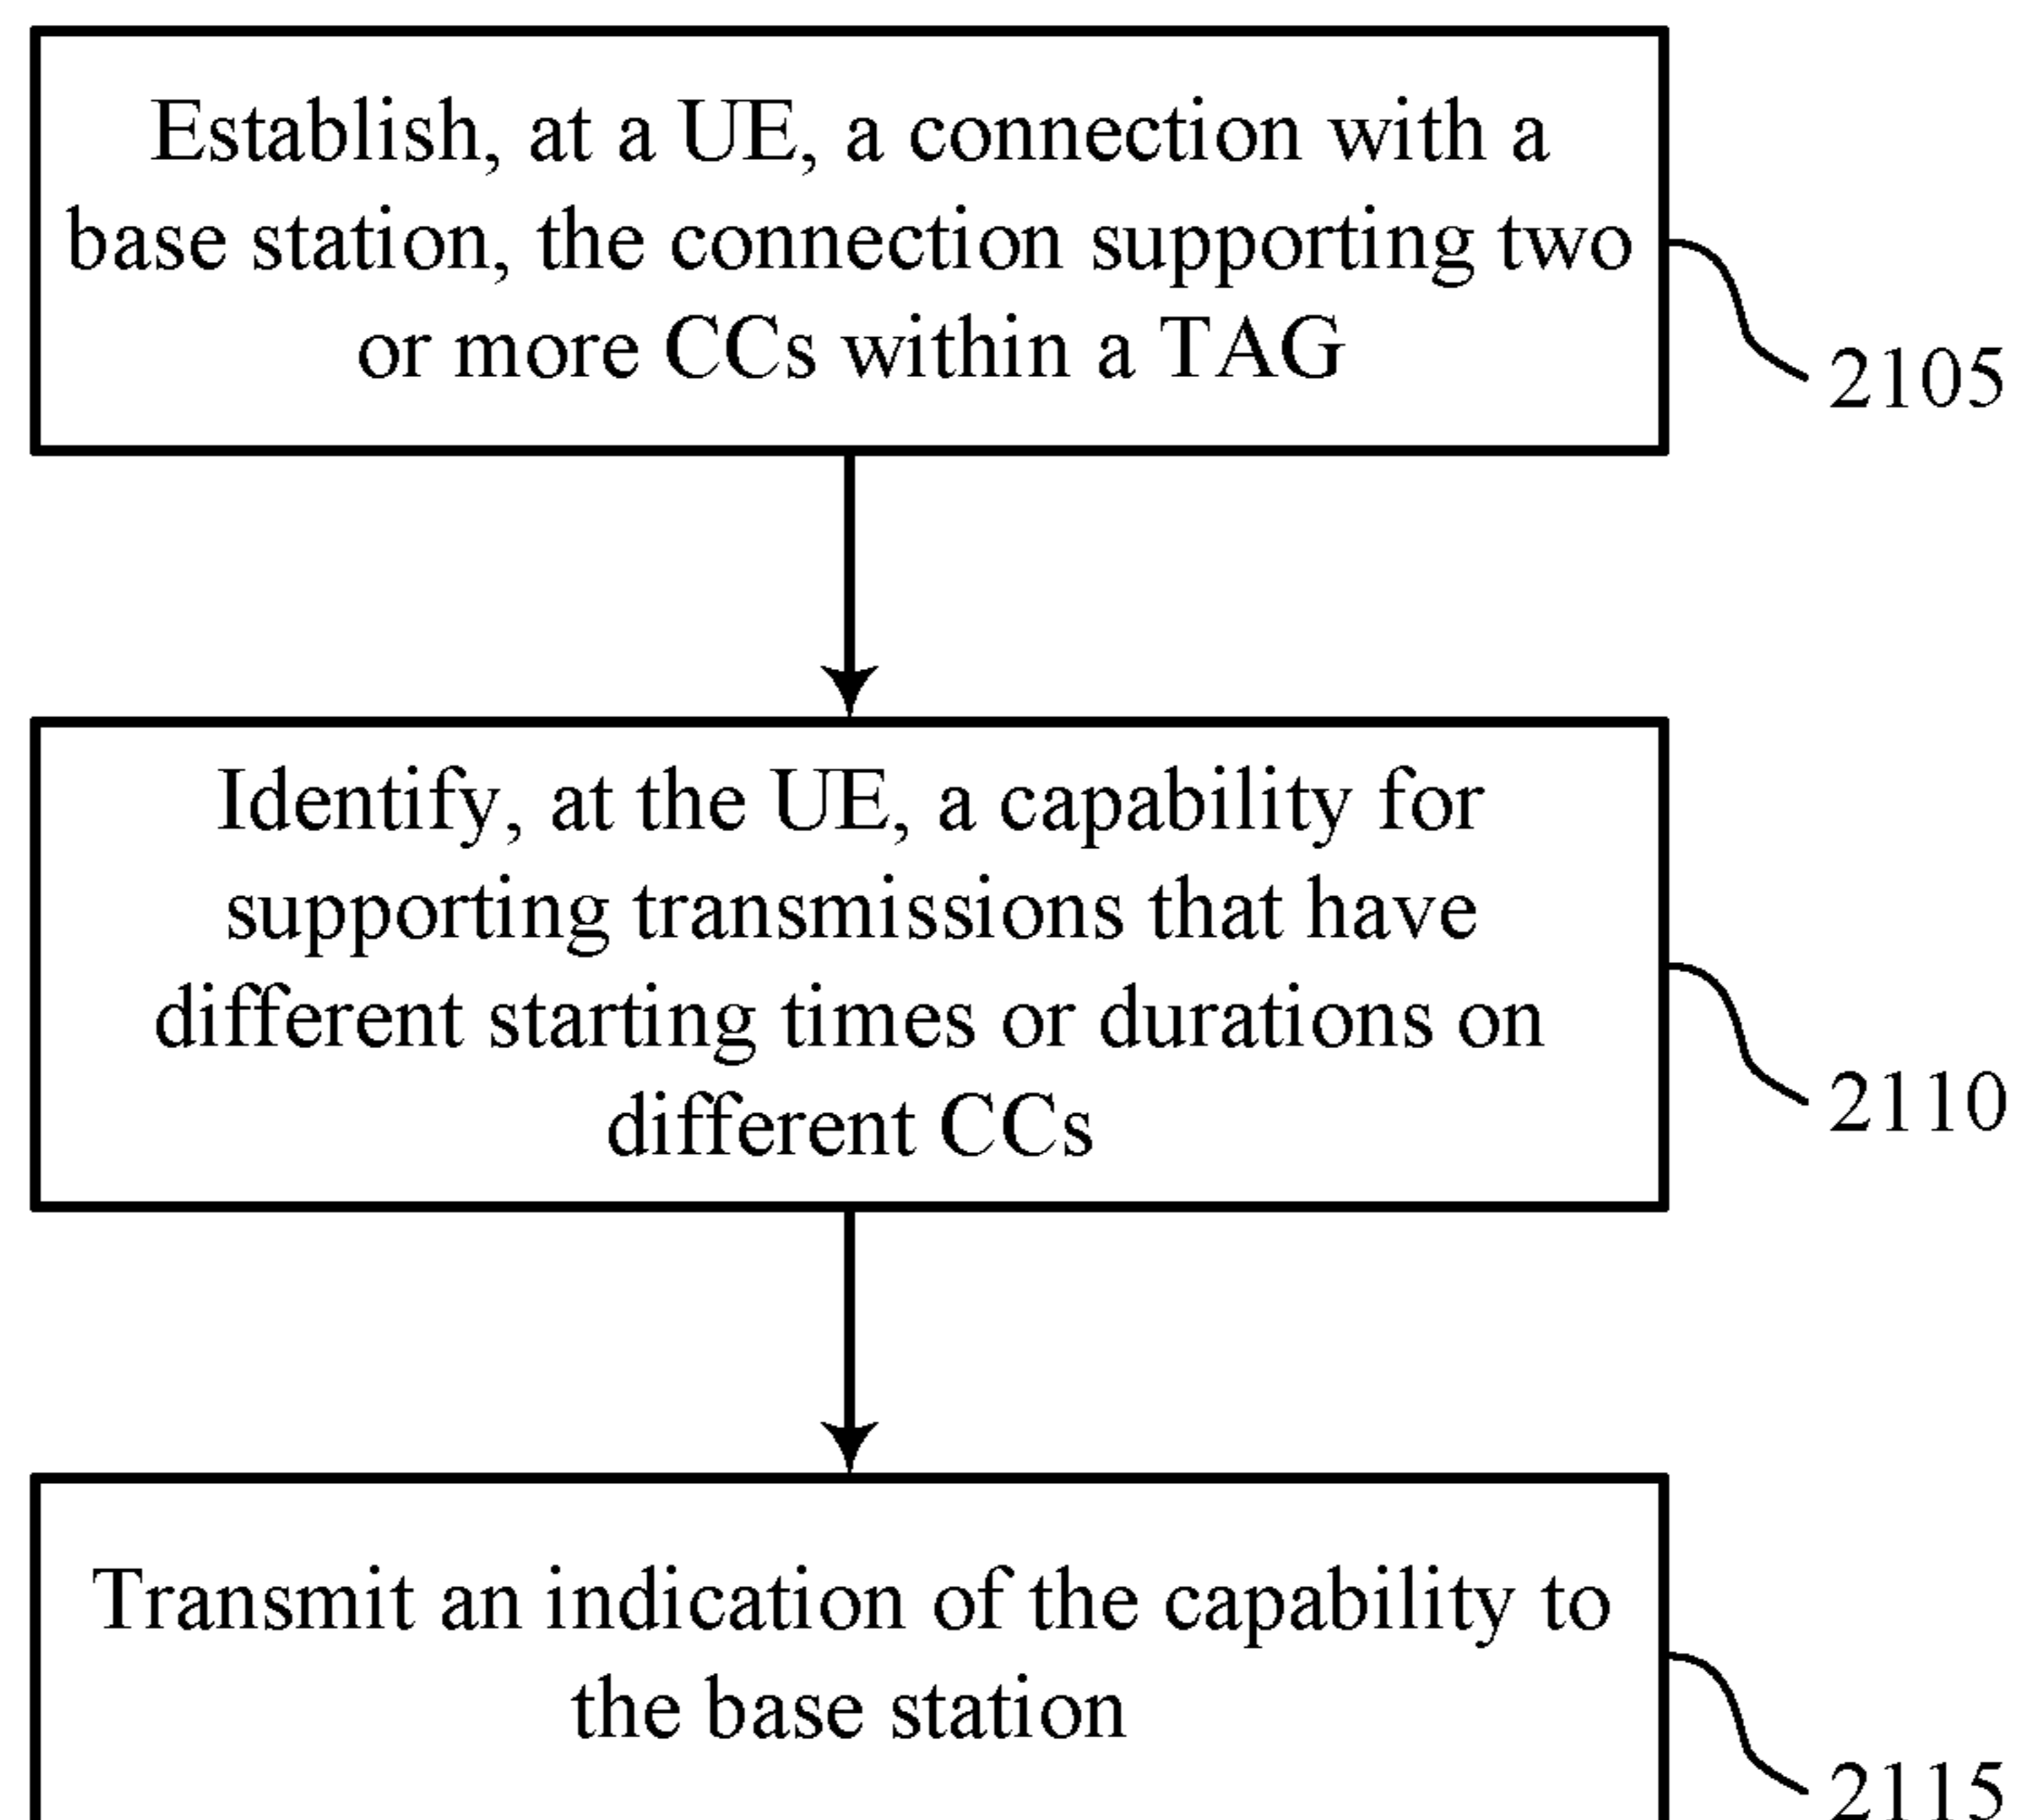 Establish, at a UE, a connection with a
base station, the connection supporting two
or more CCs within a TAG
2105
Identify, at the UE, a capability for
supporting transmissions that have
different starting times or durations on
different CCs
2110
Transmit an indication of the capability to
the base station
2115